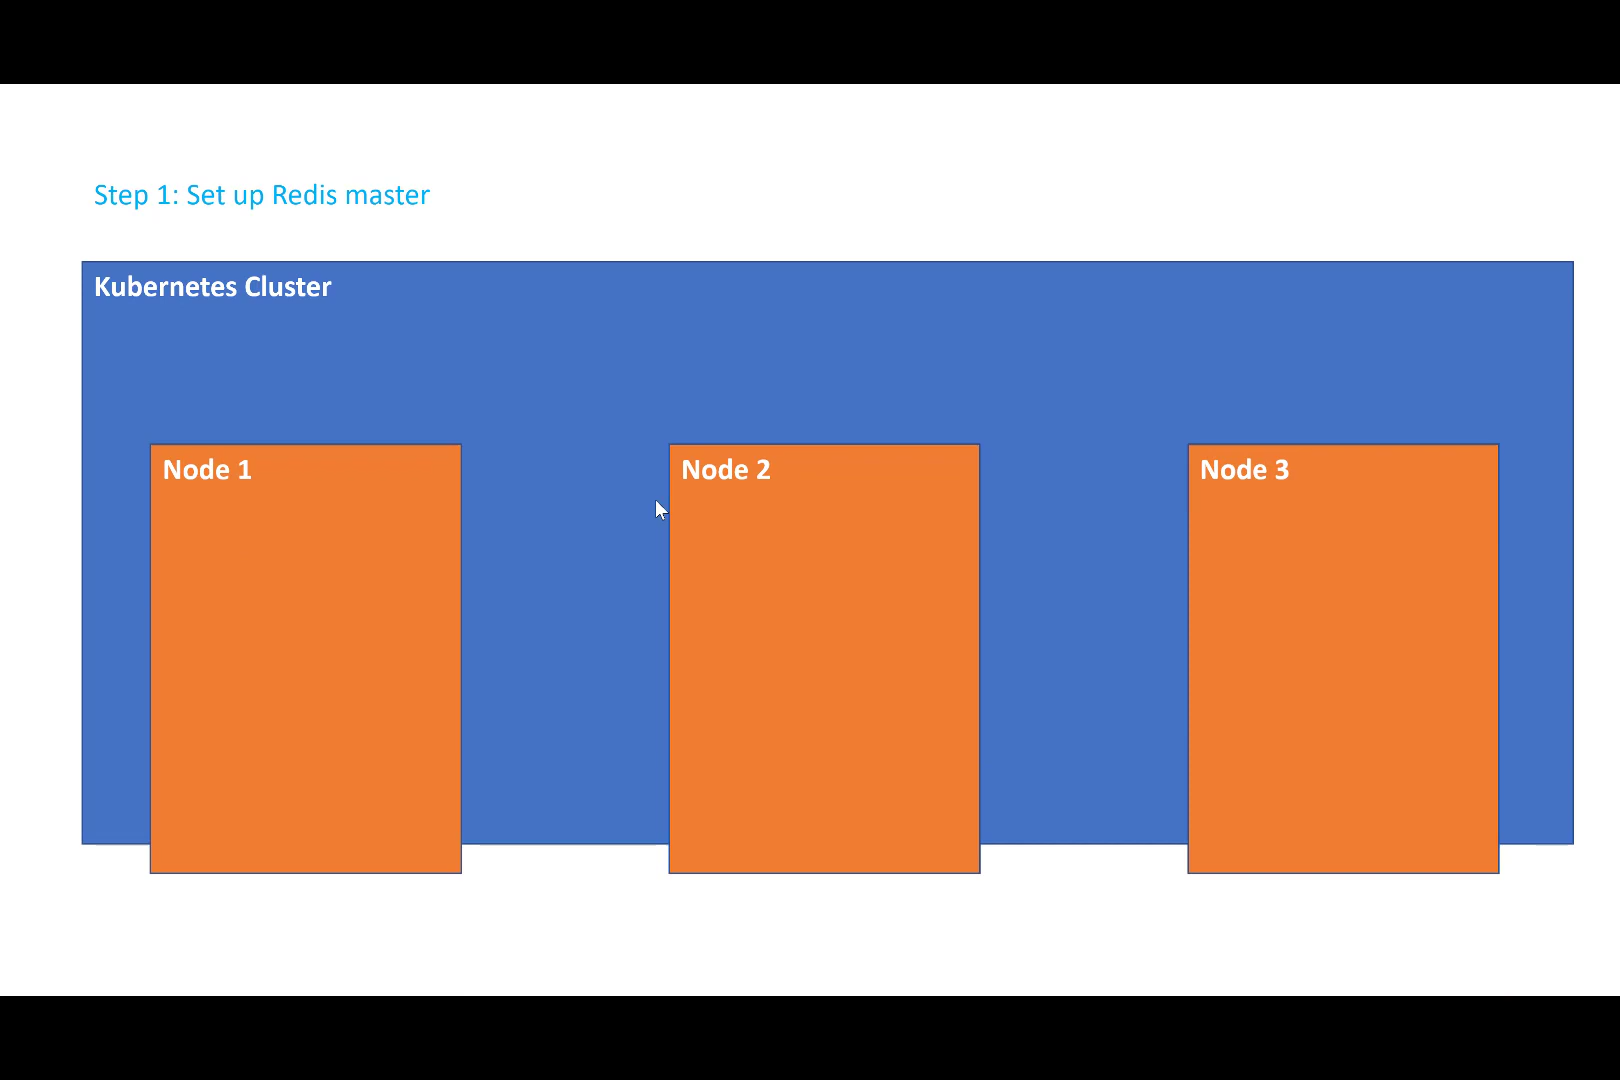 Step 1: Set up Redis master
Kubernetes Cluster
Node 1
Node 2
Node 3